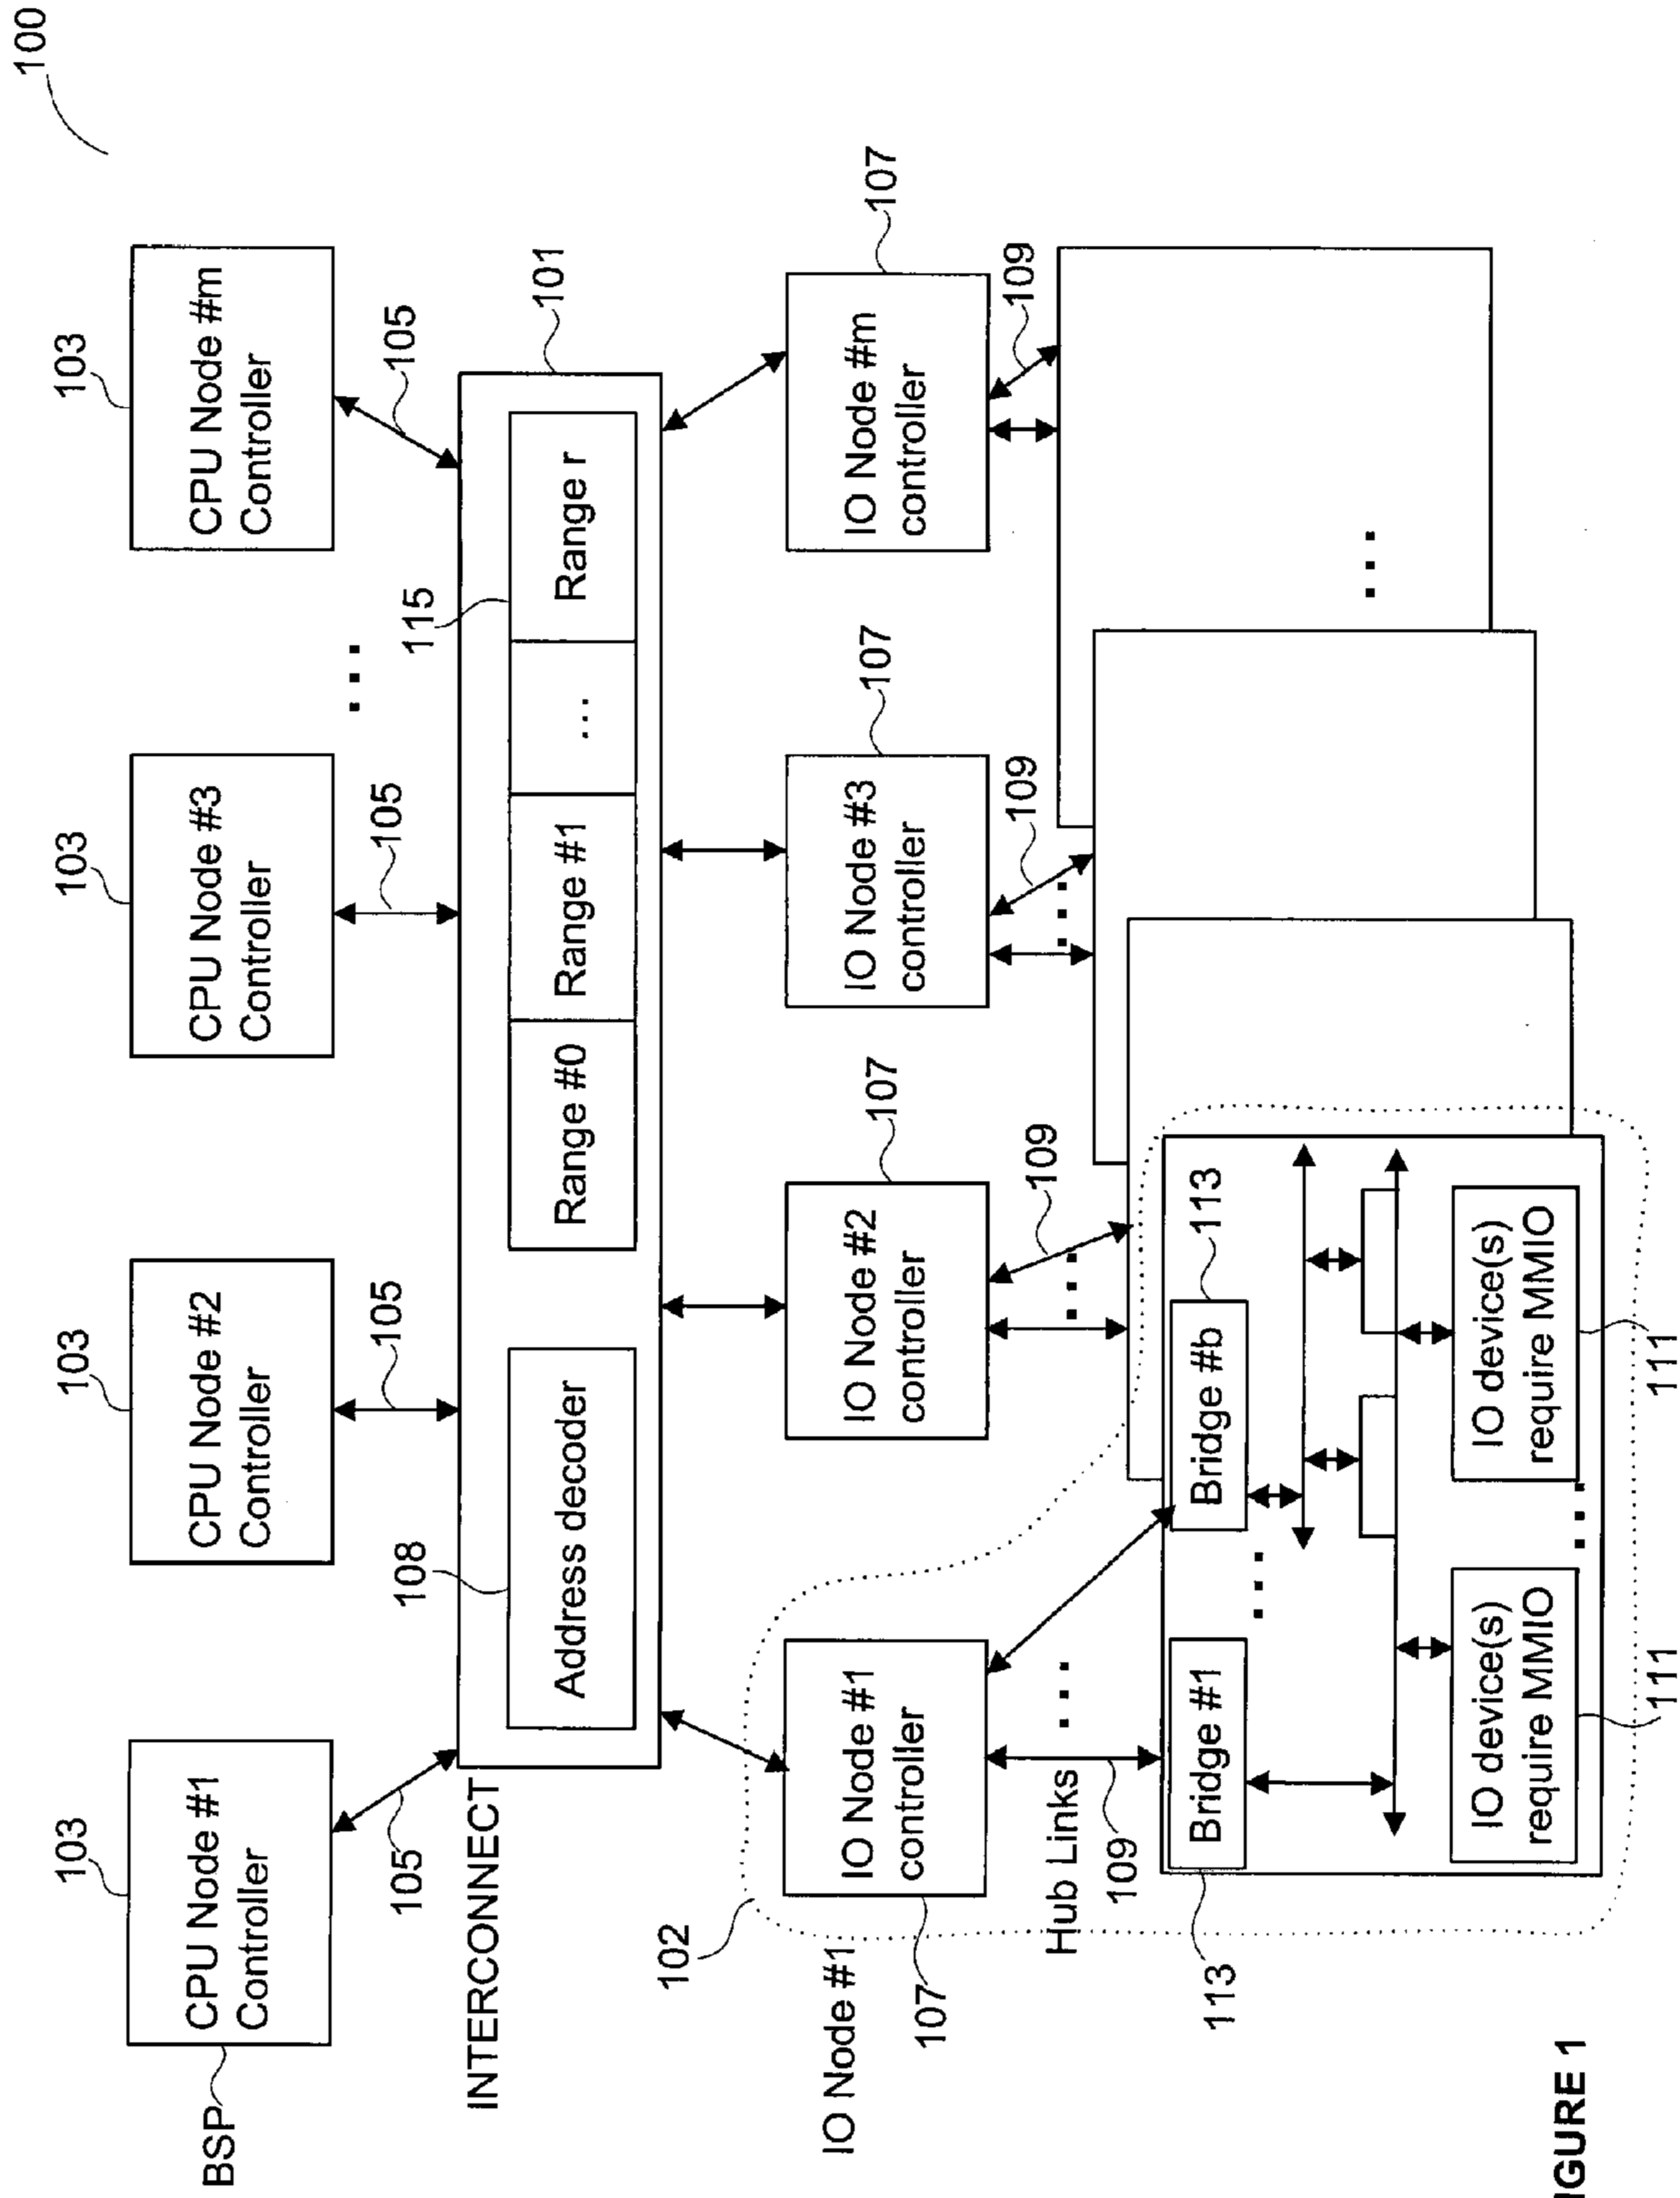 100
103
103
103
103
CPU Node #1
Controller
CPU Node #2
Controller
CPU Node #3
Controller
...
CPU Node #m
Controller
BSP
105
105
105
105
INTERCONNECT
108
115
101
Address decoder
Range #0
Range #1
...
Range r
102
107
107
107
IO Node #1
IO Node #1
controller
IO Node #2
controller
IO Node #3
controller
IO Node #m
controller
107
Hub Links
...
...
...
109
109
109
109
113
Bridge #1
...
Bridge #b
113
...
IO device(s)
require MMIO
...
IO device(s)
require MMIO
111
111
IGURE 1